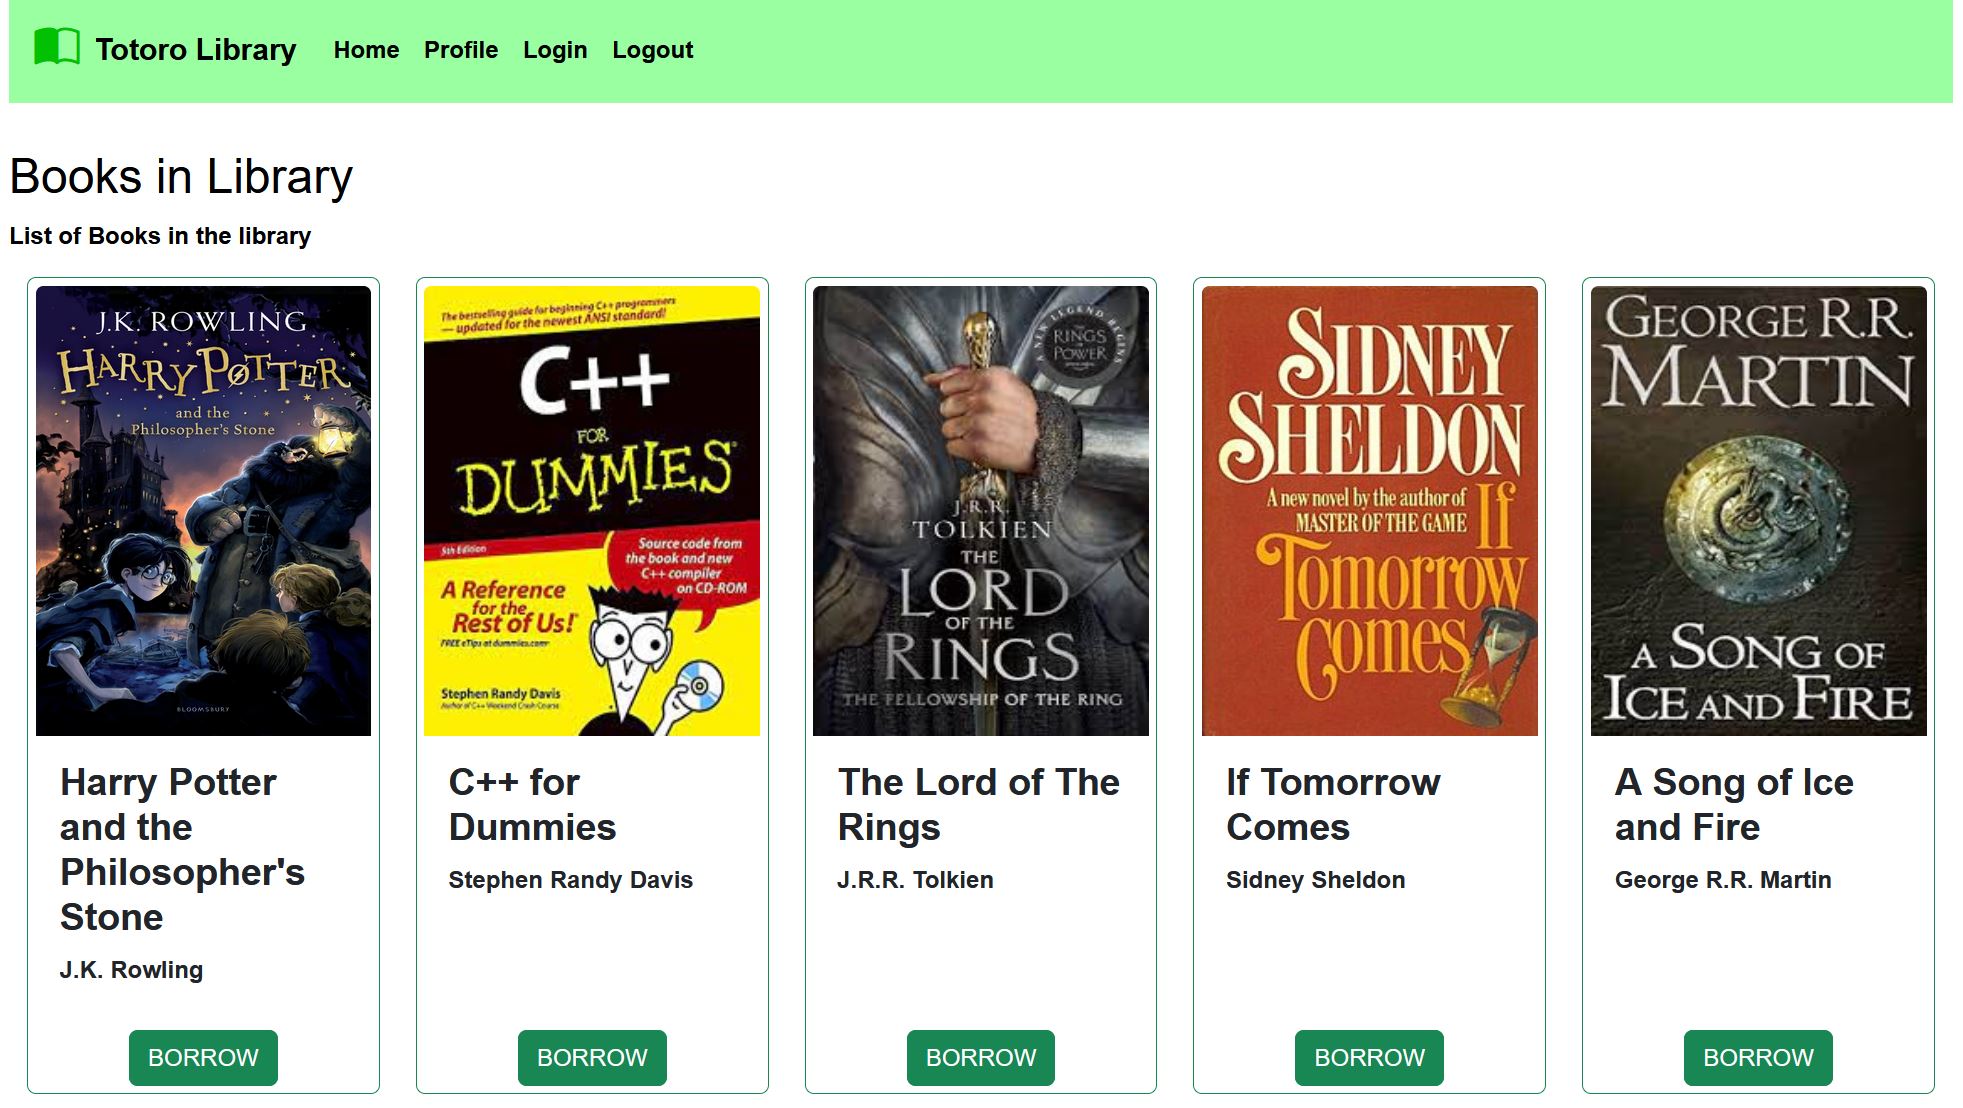 Totoro Library Home Profile Login Logout
Books in Library
List of Books in the library
J.K. ROWLING
HARRY POTTER
and the
Philosopher's Stone
BLOOMSBURY
Harry Potter
and the
Philosopher's
Stone
J.K. Rowling
BORROW
The bestselling guide for beginning C++ programmers
— updated for the newest ANSI standard!
C++
FOR
DUMMIES
5th Edition
Source code from
the book and new
C++ compiler
on CD-ROM
A Reference
for the
Rest of Us!
FREE eTips at dummies.com
Stephen Randy Davis
Author of C++ Weekend Crash Course
C++ for
Dummies
Stephen Randy Davis
BORROW
A NEW LEGEND BEGINS
RINGS
POWER
J.R.R.
TOLKIEN
THE
LORD
OF THE
RINGS
THE FELLOWSHIP OF THE RING
The Lord of The
Rings
J.R.R. Tolkien
BORROW
SIDNEY
SHELDON
A new novel by the author of
MASTER OF THE GAME
If
Tomorrow
Comes
If Tomorrow
Comes
Sidney Sheldon
BORROW
GEORGE R.R.
MARTIN
A SONG OF
ICE AND FIRE
A Song of Ice
and Fire
George R.R. Martin
BORROW